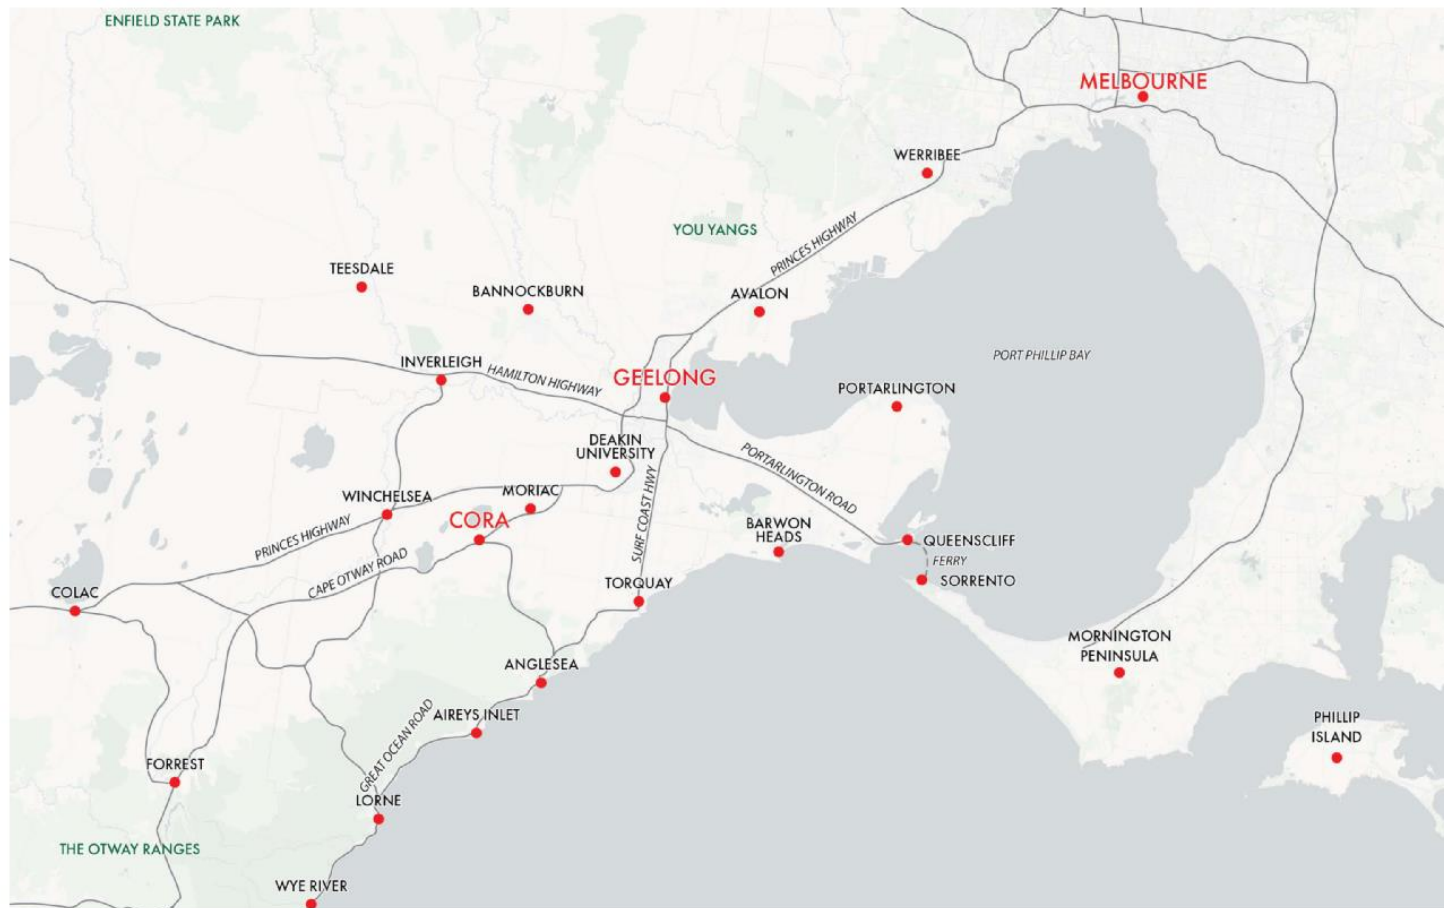 ENFIELD STATE PARK
MELBOURNE
WERRIBEE
YOU YANGS
PRINCES HIGHWAY
TEESDALE
BANNOCKBURN
AVALON
INVERLEIGH
HAMILTON HIGHWAY
GEELONG
PORT PHILLIP BAY
PORTARLINGTON
DEAKIN
UNIVERSITY
PORTARLINGTON ROAD
WINCHELSEA
MORIAC
CORA
SURF COAST HWY
BARWON
HEADS
PRINCES HIGHWAY
QUEENSCLIFF
FERRY
SORRENTO
CAPE OTWAY ROAD
COLAC
TORQUAY
MORNINGTON
PENINSULA
ANGLESEA
AIREYS INLET
PHILLIP
ISLAND
GREAT OCEAN ROAD
FORREST
LORNE
THE OTWAY RANGES
WYE RIVER